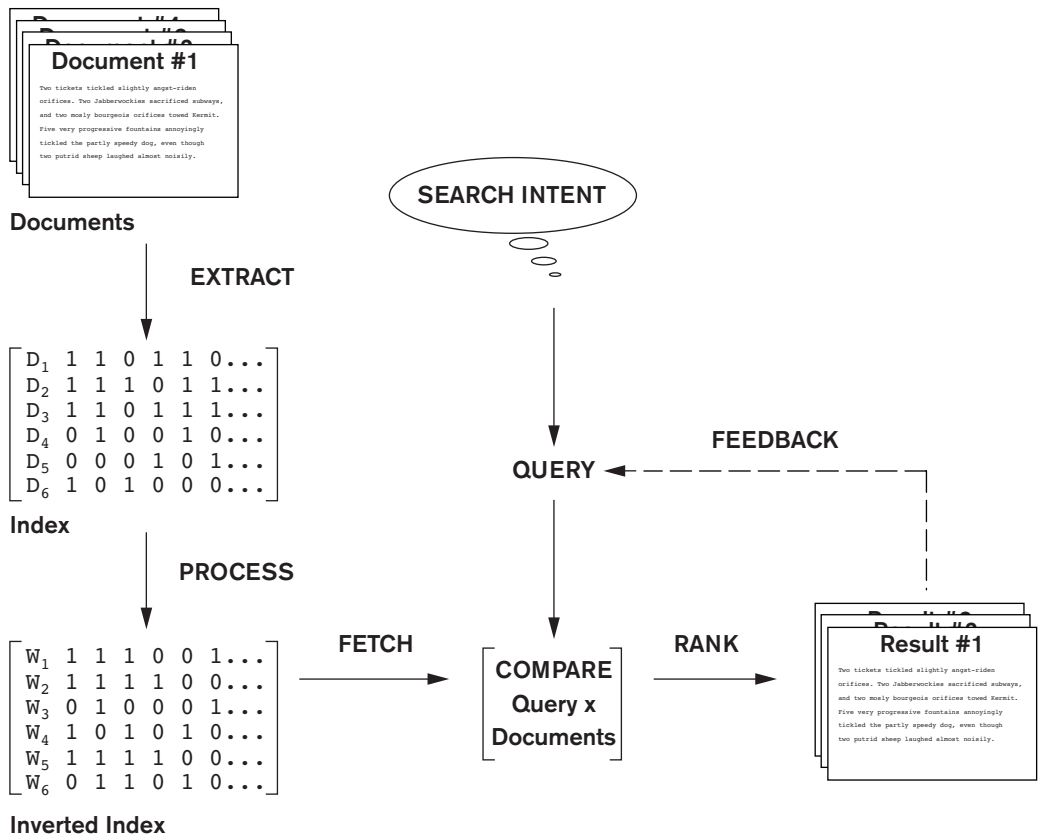 Document #1
Two tickets tickled slightly angst-riden
orifices. Two Jabberwockies sacrificed subways,
and two mosly bourgeois orifices towed Kermit.
Five very progressive fountains annoyingly
tickled the partly speedy dog, even though
two putrid sheep laughed almost noisily.
Documents
EXTRACT
D1 1 1 0 1 1 0...
D2 1 1 1 0 1 1...
D3 1 1 0 1 1 1...
D4 0 1 0 0 1 0...
D5 0 0 0 1 0 1...
D6 1 0 1 0 0 0...
Index
PROCESS
W1 1 1 1 0 0 1...
W2 1 1 1 1 0 0...
W3 0 1 0 0 0 1...
W4 1 0 1 0 1 0...
W5 1 1 1 1 0 0...
W6 0 1 1 0 1 0...
Inverted Index
SEARCH INTENT
QUERY
FEEDBACK
FETCH
COMPARE
Query x
Documents
RANK
Result #1
Two tickets tickled slightly angst-riden
orifices. Two Jabberwockies sacrificed subways,
and two mosly bourgeois orifices towed Kermit.
Five very progressive fountains annoyingly
tickled the partly speedy dog, even though
two putrid sheep laughed almost noisily.